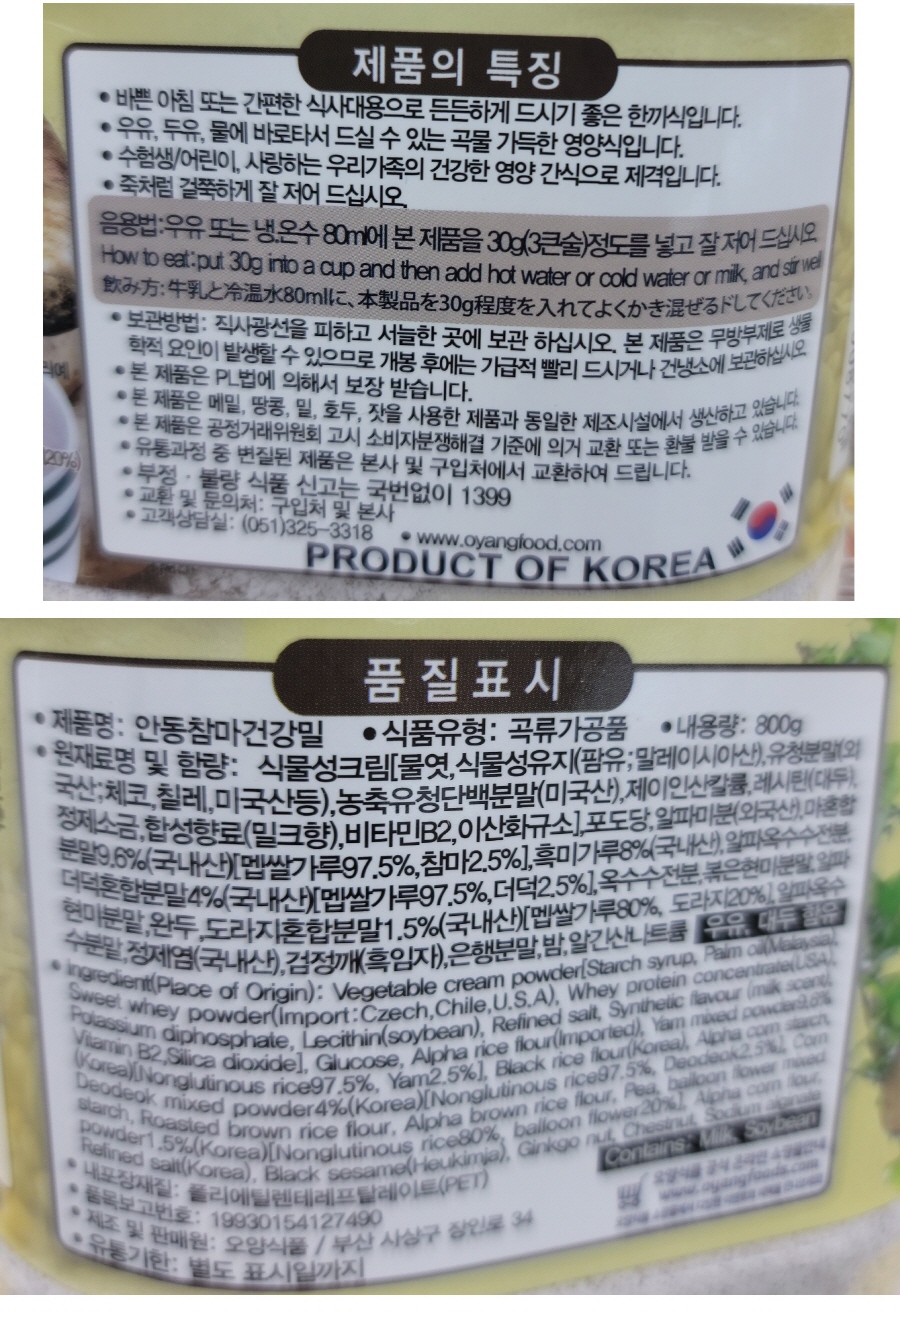 제품의 특징
• 바쁜 아침 또는 간편한 식사대용으로 든든하게 드시기 좋은 한끼식입니다.
• 우유, 두유, 물에 바로타서 드실 수 있는 곡물 가득한 영양식입니다.
• 수험생/어린이, 사랑하는 우리가족의 건강한 영양 간식으로 제격입니다.
• 죽처럼 걸쭉하게 잘 저어 드십시오.
음용법:우유 또는 냉.온수 80ml에 본 제품을 30g(3큰술)정도를 넣고 잘 저어 드십시오.
How to eat:put 30g into a cup and then add hot water or cold water or milk, and stir well
飲み方:牛乳と冷温水80mlに、本製品を30g程度を入れてよくかき混ぜるドしてください。
• 보관방법: 직사광선을 피하고 서늘한 곳에 보관 하십시오. 본 제품은 무방부제로 생물
학적 요인이 발생할 수 있으므로 개봉 후에는 가급적 빨리 드시거나 건냉소에 보관하십시오.
• 본 제품은 PL법에 의해서 보장 받습니다.
• 본 제품은 메밀, 땅콩, 밀, 호두, 잣을 사용한 제품과 동일한 제조시설에서 생산하고 있습니다.
• 본 제품은 공정거래위원회 고시 소비자분쟁해결 기준에 의거 교환 또는 환불 받을 수 있습니다.
• 유통과정 중 변질된 제품은 본사 및 구입처에서 교환하여 드립니다.
• 부정·불량 식품 신고는 국번없이 1399
• 교환 및 문의처: 구입처 및 본사
• 고객상담실: (051)325-3318 • www.oyangfood.com
PRODUCT OF KOREA
20%)
품질표시
• 제품명: 안동참마건강밀 • 식품유형: 곡류가공품 • 내용량: 800g
• 원재료명 및 함량: 식물성크림[물엿,식물성유지(팜유;말레이시아산),유청분말(외
국산;체코,칠레,미국산등),농축유청단백분말(미국산),제이인산칼륨,레시틴(대두),
정제소금,합성향료(밀크향),비타민B2,이산화규소],포도당,알파미분(외국산),마혼합
분말9.6%(국내산)[멥쌀가루97.5%,참마2.5%],흑미가루8%(국내산),알파옥수수전분,
더덕혼합분말4%(국내산)[멥쌀가루97.5%,더덕2.5%],옥수수전분,볶은현미분말,알파
현미분말,완두,도라지혼합분말1.5%(국내산)[멥쌀가루80%, 도라지20%],알파옥수
수분말,정제염(국내산),검정깨(흑임자),은행분말,밤,알긴산나트륨 우유, 대두 함유
• Ingredient(Place of Origin): Vegetable cream powder[Starch syrup, Palm oil(Malaysia),
Sweet whey powder(Import:Czech,Chile,U.S.A), Whey protein concentrate(USA),
Potassium diphosphate, Lecithin(soybean), Refined salt, Synthetic flavour (milk scent),
Vitamin B2,Silica dioxide], Glucose, Alpha rice flour(Imported), Yam mixed powder9.6%
(Korea)[Nonglutinous rice97.5%, Yam2.5%], Black rice flour(Korea), Alpha corn starch,
Deodeok mixed powder4%(Korea)[Nonglutinous rice97.5%, Deodeok2.5%], Corn
starch, Roasted brown rice flour, Alpha brown rice flour, Pea, balloon flower mixed
powder1.5%(Korea)[Nonglutinous rice80%, balloon flower20%], Alpha corn flour,
Refined salt(Korea), Black sesame(Heukimja), Ginkgo nut, Chestnut, Sodium alginate
Contains: Milk, Soybean
• 내포장재질: 폴리에틸렌테레프탈레이트(PET)
• 품목보고번호: 19930154127490
• 제조 및 판매원: 오양식품 / 부산 사상구 장인로 34
• 유통기한: 별도 표시일까지
www.oyangfoods.com